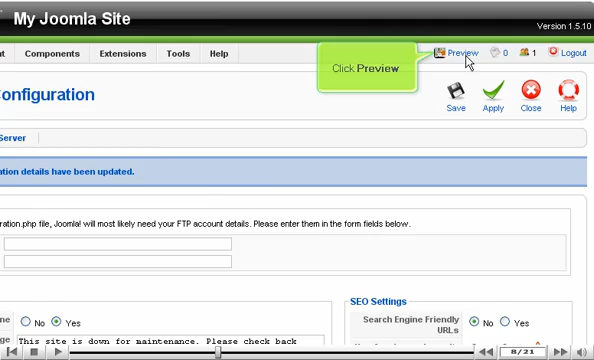 My Joomla Site
Version 1.5.10
Components Extensions Tools Help
Click Preview
Preview 0 1 Logout
onfiguration
Save Apply Close Help
Server
ation details have been updated.
ration.php file, Joomla! will most likely need your FTP account details. Please enter them in the form fields below.
No Yes
This site is down for maintenance. Please check back
SEO Settings
Search Engine Friendly
URLs
No Yes
8/21